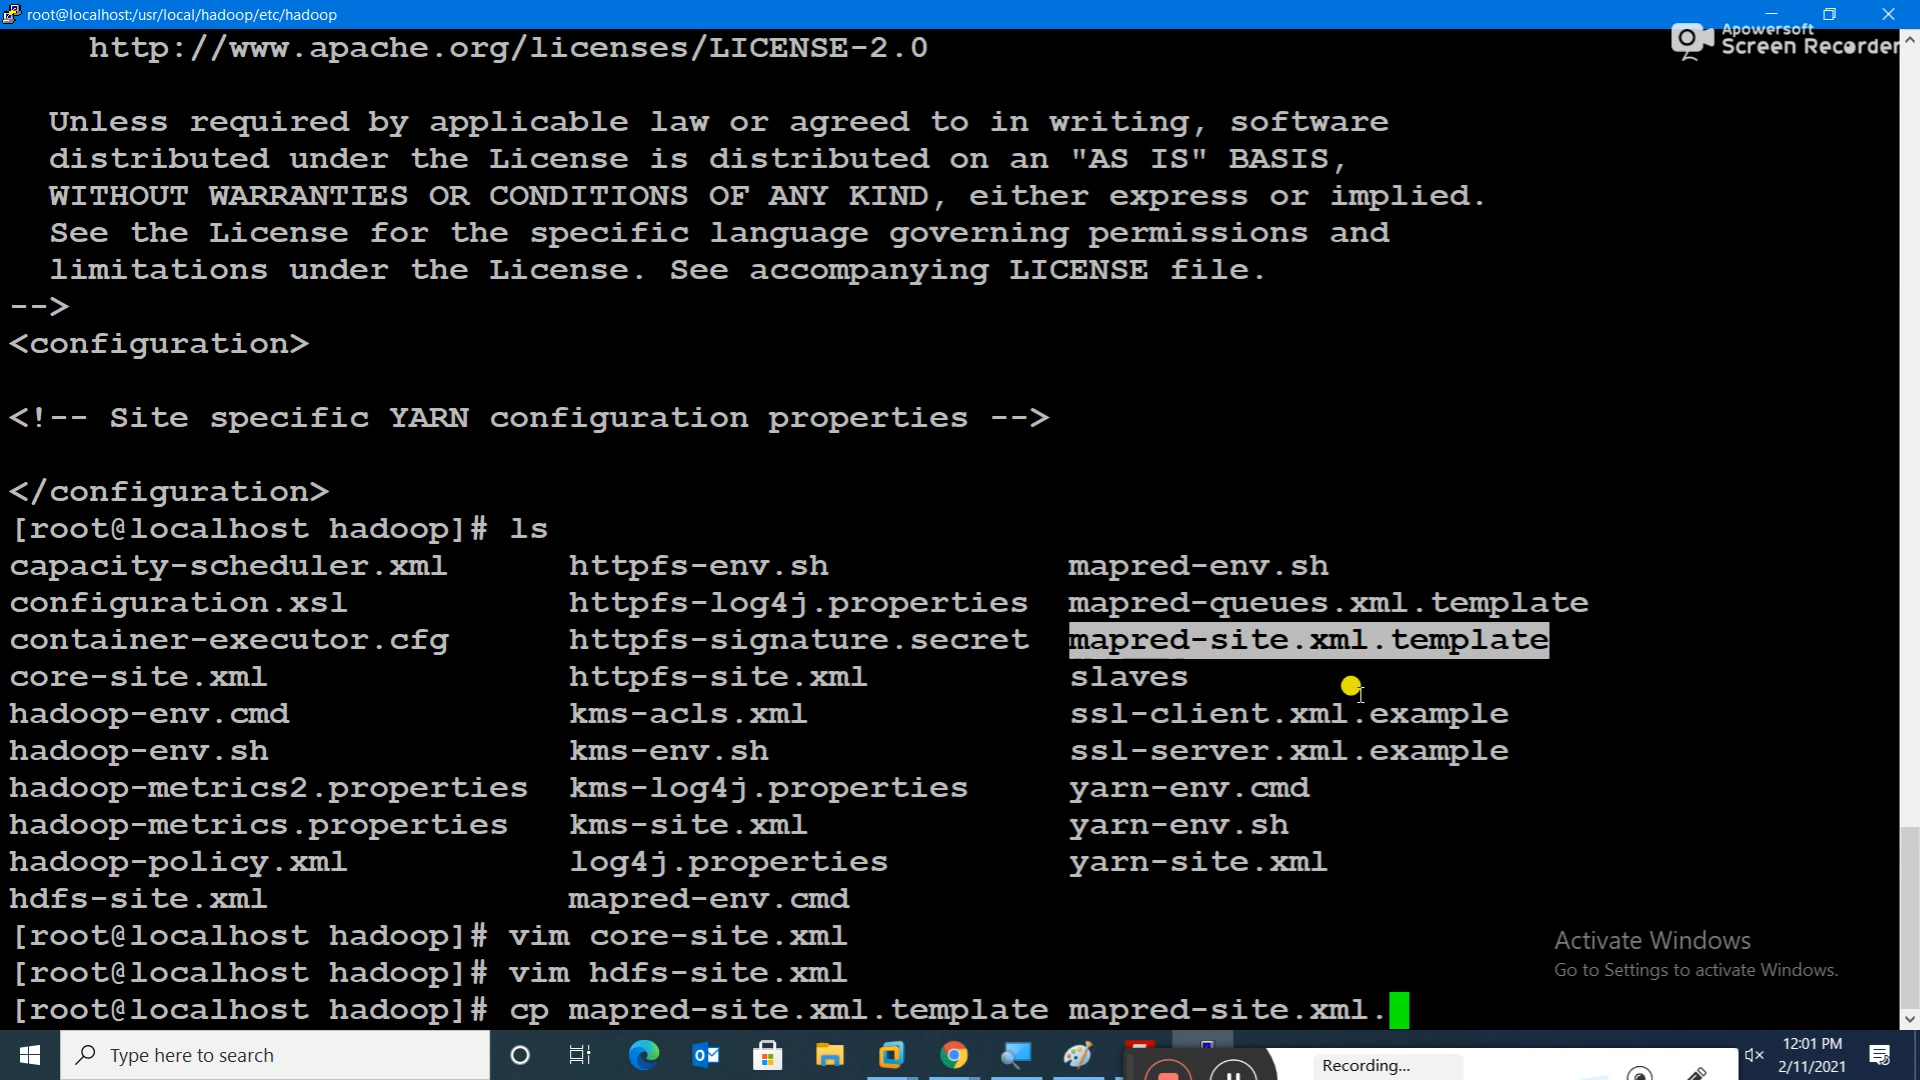 root@localhost:/usr/local/hadoop/etc/hadoop
Apowersoft
Screen Recorder
http://www.apache.org/licenses/LICENSE-2.0
Unless required by applicable law or agreed to in writing, software
distributed under the License is distributed on an "AS IS" BASIS,
WITHOUT WARRANTIES OR CONDITIONS OF ANY KIND, either express or implied.
See the License for the specific language governing permissions and
limitations under the License. See accompanying LICENSE file.
-->
<configuration>
<!-- Site specific YARN configuration properties -->
</configuration>
[root@localhost hadoop]# ls
capacity-scheduler.xml httpfs-env.sh mapred-env.sh
configuration.xsl httpfs-log4j.properties mapred-queues.xml.template
container-executor.cfg httpfs-signature.secret mapred-site.xml.template
core-site.xml httpfs-site.xml slaves
hadoop-env.cmd kms-acls.xml ssl-client.xml.example
hadoop-env.sh kms-env.sh ssl-server.xml.example
hadoop-metrics2.properties kms-log4j.properties yarn-env.cmd
hadoop-metrics.properties kms-site.xml yarn-env.sh
hadoop-policy.xml log4j.properties yarn-site.xml
hdfs-site.xml mapred-env.cmd
[root@localhost hadoop]# vim core-site.xml
[root@localhost hadoop]# vim hdfs-site.xml
[root@localhost hadoop]# cp mapred-site.xml.template mapred-site.xml.
Activate Windows
Go to Settings to activate Windows.
Type here to search
Recording...
12:01 PM
2/11/2021